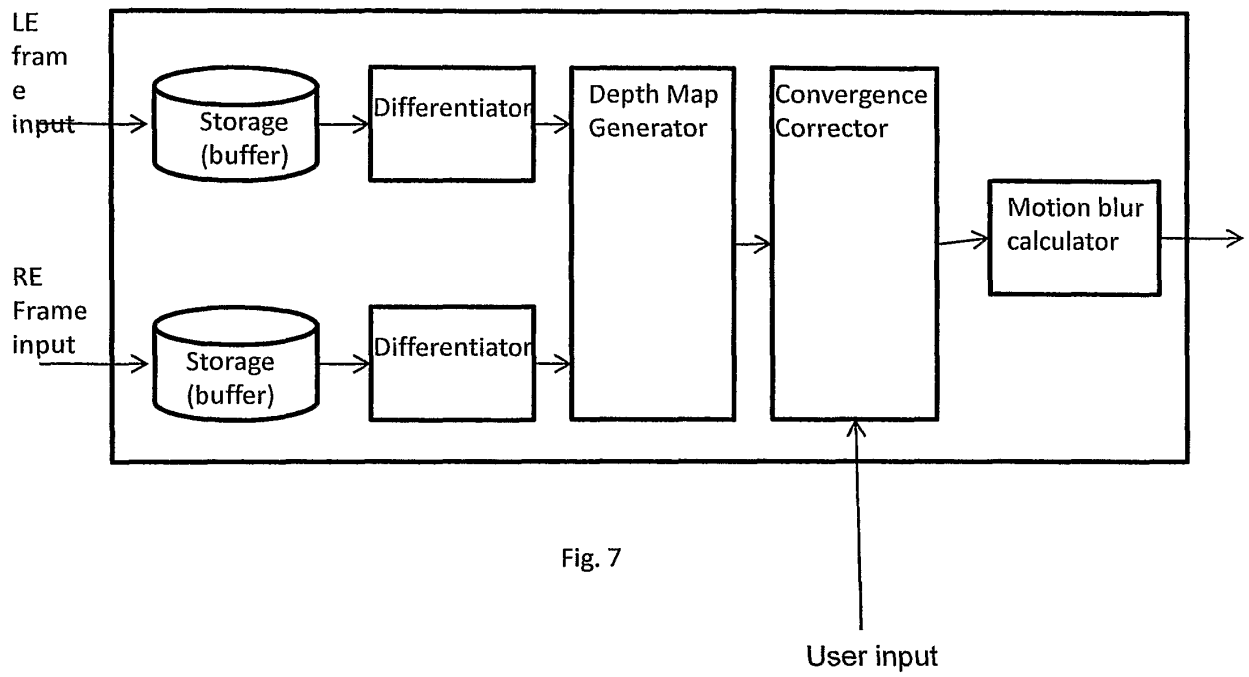 LE
fram
e
input
Storage
(buffer)
Differentiator
Depth Map
Generator
Convergence
Corrector
Motion blur
calculator
RE
Frame
input
Storage
(buffer)
Differentiator
Fig. 7
User input